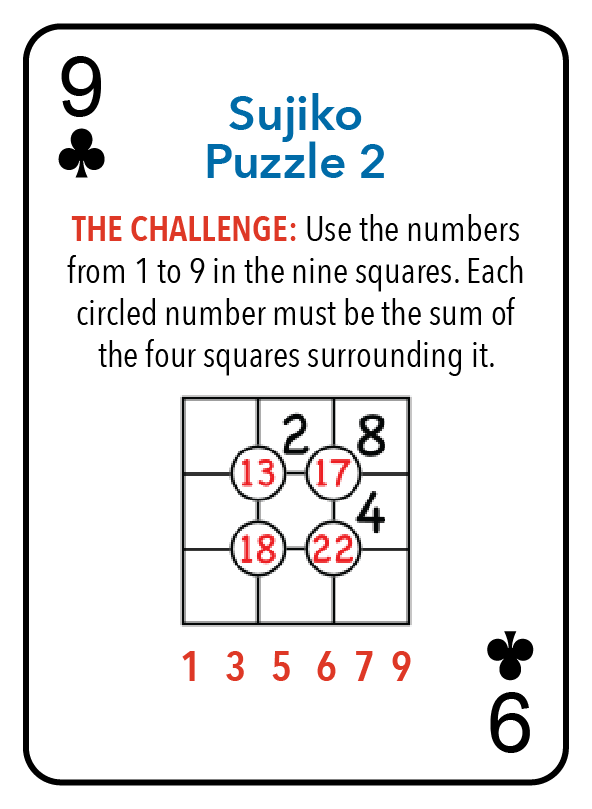 9
Sujiko
Puzzle 2
THE CHALLENGE: Use the numbers
from 1 to 9 in the nine squares. Each
circled number must be the sum of
the four squares surrounding it.
2 8
13 17
4
18 22
1 3 5 6 7 9
9